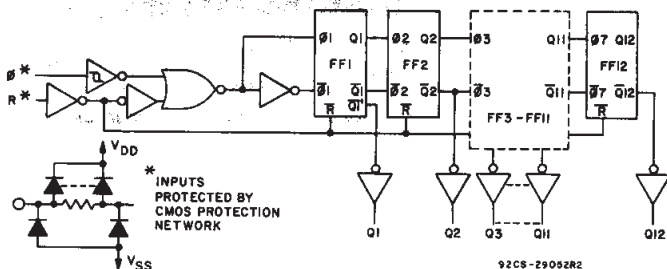 Ø1 Q1 Ø2 Q2 Ø3 Q11 Ø7 Q12
FF1 FF2 FF12
Ø*
R*
Ø̅1 Q̅1 Ø̅2 Q̅2 Ø̅3 Q̅11 Ø̅7 Q̅12
R̅ Q̅1' R̅ FF3-FF11 R̅
VDD
*INPUTS
PROTECTED BY
CMOS PROTECTION
NETWORK
VSS
Q1 Q2 Q3 Q11 Q12
92CS-29052R2